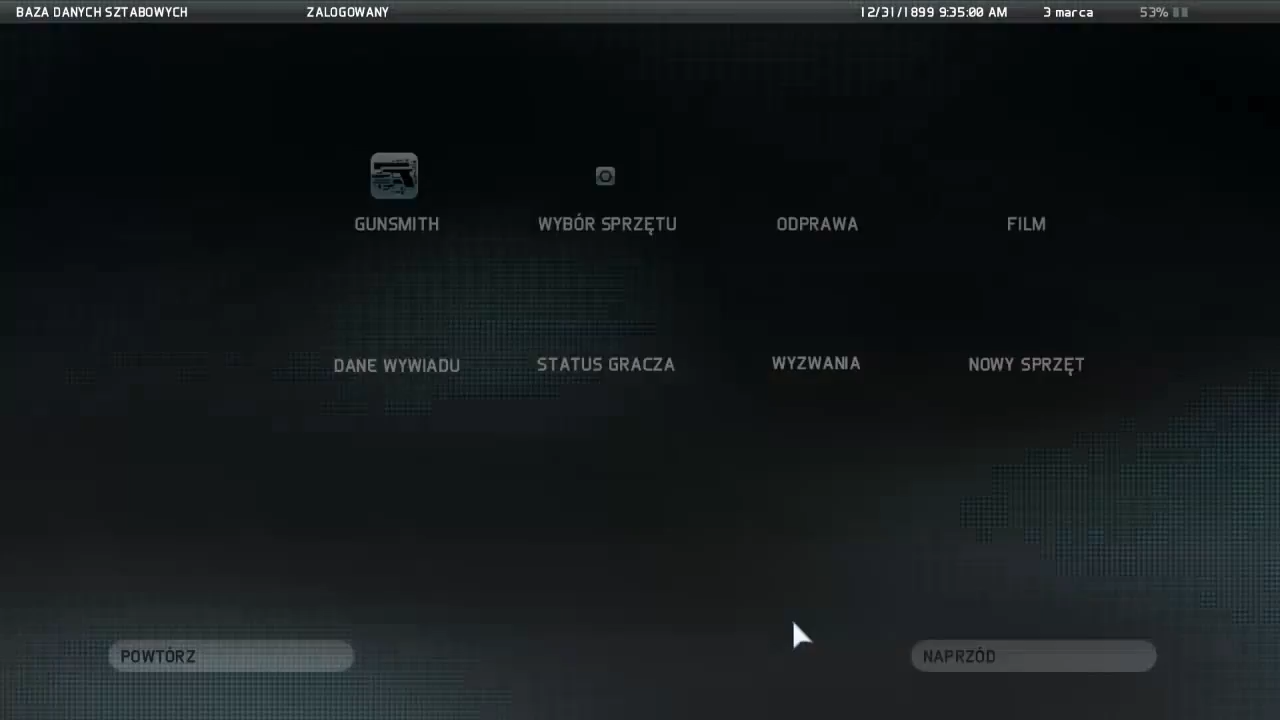 BAZA DANYCH SZTABOWYCH ZALOGOWANY 12/31/1899 9:35:00 AM 3 marca 53%
GUNSMITH WYBÓR SPRZĘTU ODPRAWA FILM
DANE WYWIADU STATUS GRACZA WYZWANIA NOWY SPRZĘT
POWTÓRZ NAPRZÓD